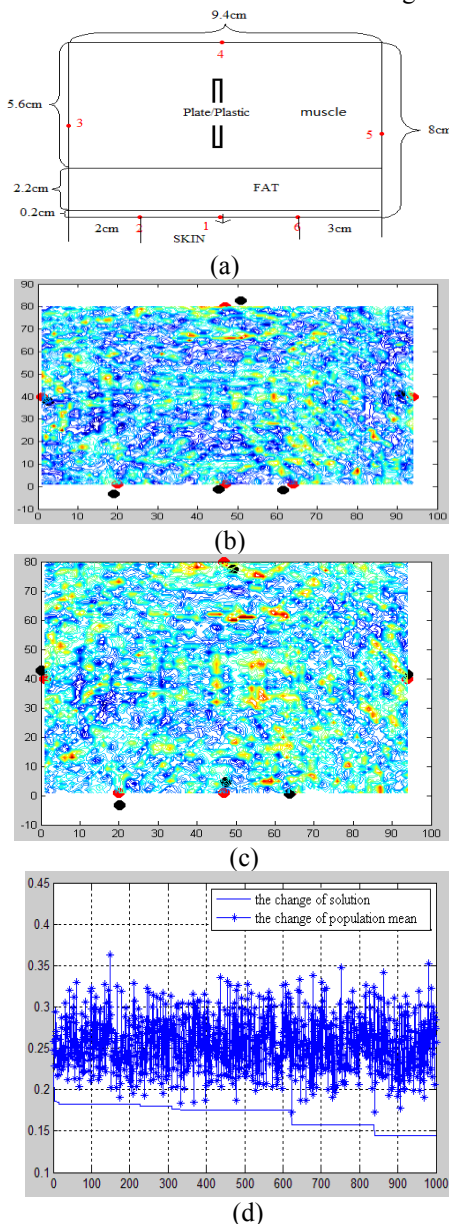 9.4cm
4
5.6cm
3
Plate/Plastic
muscle
5
8cm
2.2cm
FAT
0.2cm
2cm
2
1
6
3cm
SKIN
(a)
90
80
70
60
50
40
30
20
10
0
-10
0 20 40 60 80 100
(b)
80
70
60
50
40
30
20
10
0
-10
0 10 20 30 40 50 60 70 80 90 100
(c)
0.45
0.4
0.35
0.3
0.25
0.2
0.15
0.1
the change of solution
the change of population mean
0 100 200 300 400 500 600 700 800 900 1000
(d)